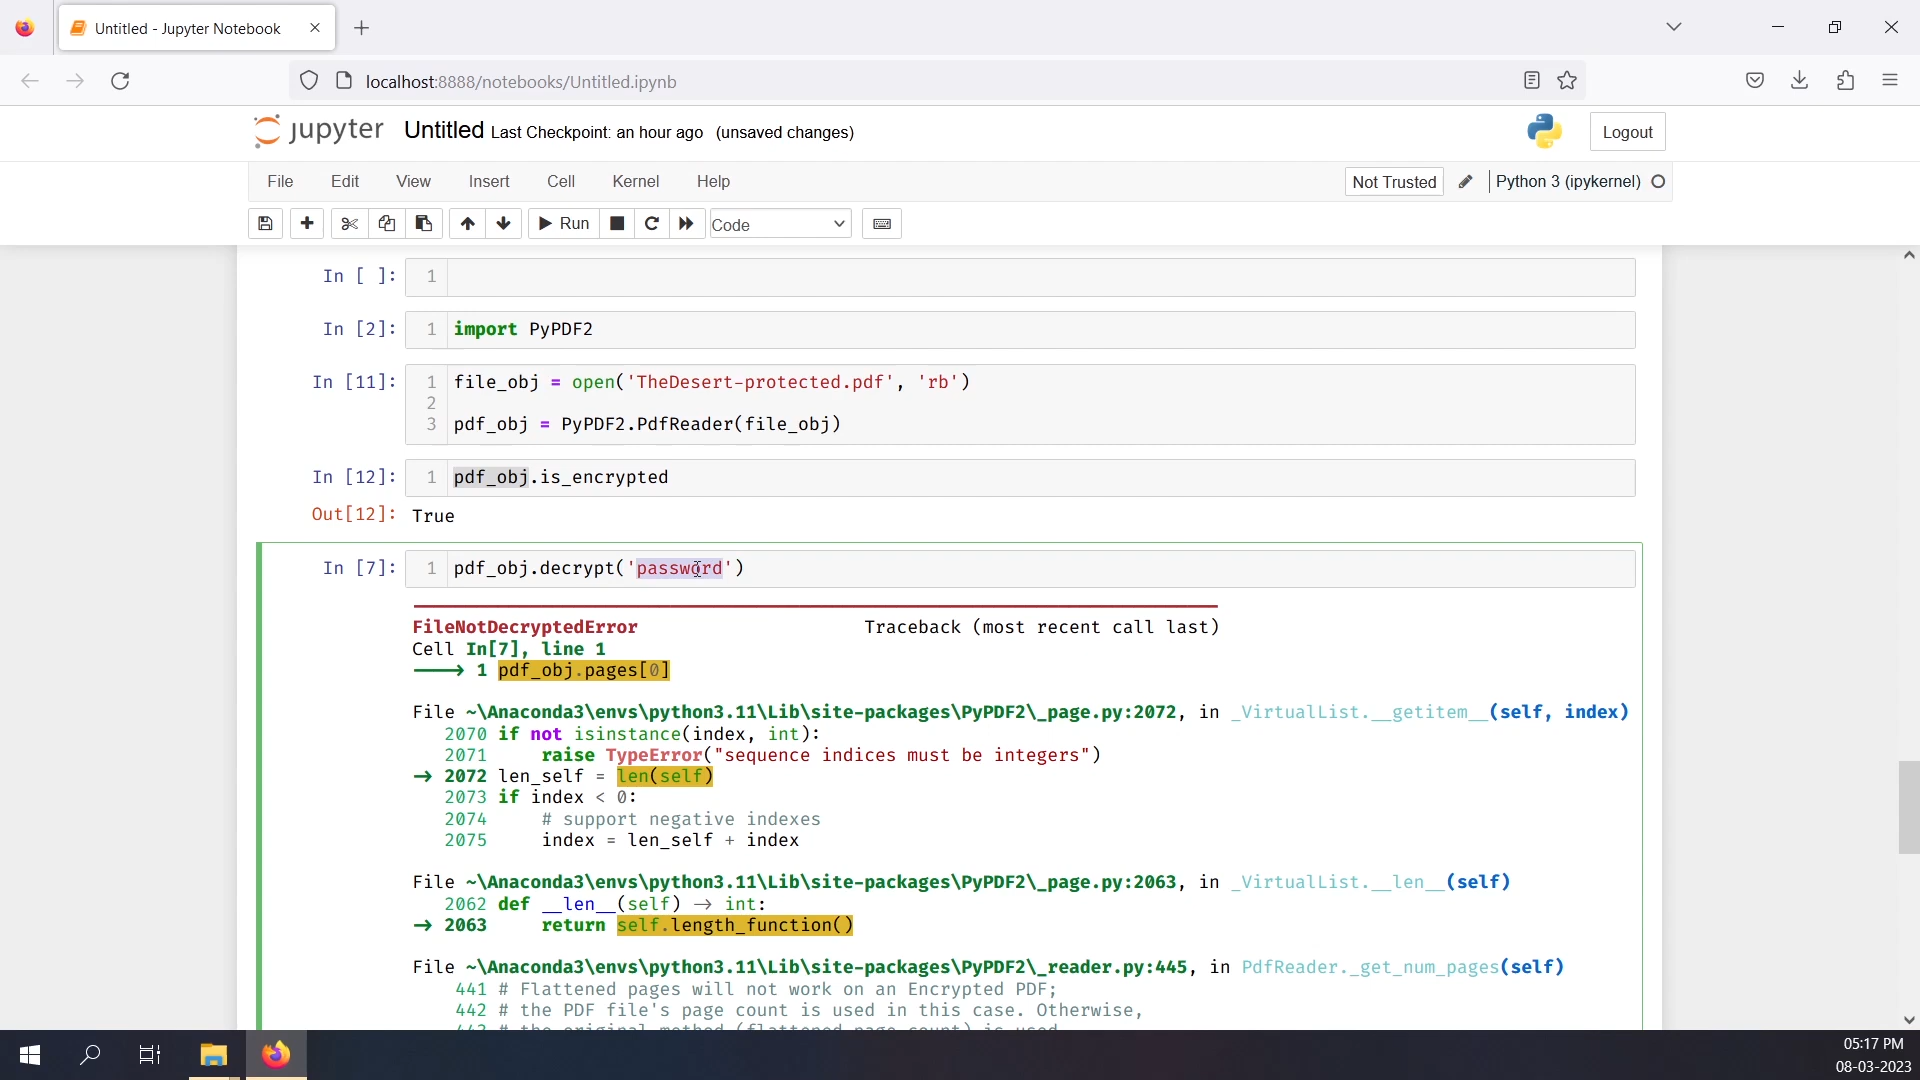 Untitled - Jupyter Notebook
localhost:8888/notebooks/Untitled.ipynb
jupyter Untitled Last Checkpoint: an hour ago (unsaved changes)
Logout
File Edit View Insert Cell Kernel Help
Not Trusted
Python 3 (ipykernel)
Run
Code
In [ ]: 1
In [2]: 1 import PyPDF2
In [11]: 1 file_obj = open('TheDesert-protected.pdf', 'rb')
2
3 pdf_obj = PyPDF2.PdfReader(file_obj)
In [12]: 1 pdf_obj.is_encrypted
Out[12]: True
In [7]: 1 pdf_obj.decrypt('password')
FileNotDecryptedError Traceback (most recent call last)
Cell In[7], line 1
----> 1 pdf_obj.pages[0]
File ~\Anaconda3\envs\python3.11\Lib\site-packages\PyPDF2\_page.py:2072, in _VirtualList.__getitem__(self, index)
2070 if not isinstance(index, int):
2071 raise TypeError("sequence indices must be integers")
→ 2072 len_self = len(self)
2073 if index < 0:
2074 # support negative indexes
2075 index = len_self + index
File ~\Anaconda3\envs\python3.11\Lib\site-packages\PyPDF2\_page.py:2063, in _VirtualList.__len__(self)
2062 def __len__(self) → int:
→ 2063 return self.length_function()
File ~\Anaconda3\envs\python3.11\Lib\site-packages\PyPDF2\_reader.py:445, in PdfReader._get_num_pages(self)
441 # Flattened pages will not work on an Encrypted PDF;
442 # the PDF file's page count is used in this case. Otherwise,
443 # the original method (flattened page count) is used
05:17 PM
08-03-2023